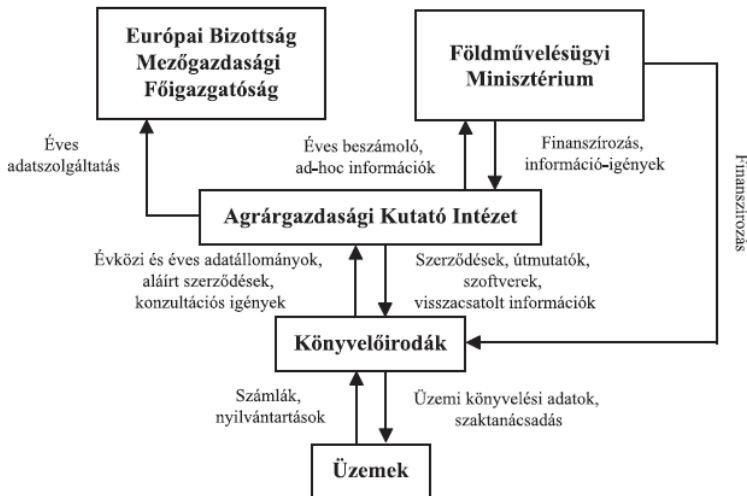 Európai Bizottság
Mezőgazdasági
Főigazgatóság
Földművelésügyi
Minisztérium
Éves
adatszolgáltatás
Éves beszámoló,
ad-hoc információk
Finanszírozás,
információ-igények
Finanszírozás
Agrárgazdasági Kutató Intézet
Évközi és éves adatállományok,
aláírt szerződések,
konzultációs igények
Szerződések, útmutatók,
szoftverek,
visszacsatolt információk
Könyvelőirodák
Számlák,
nyilvántartások
Üzemi könyvelési adatok,
szaktanácsadás
Üzemek